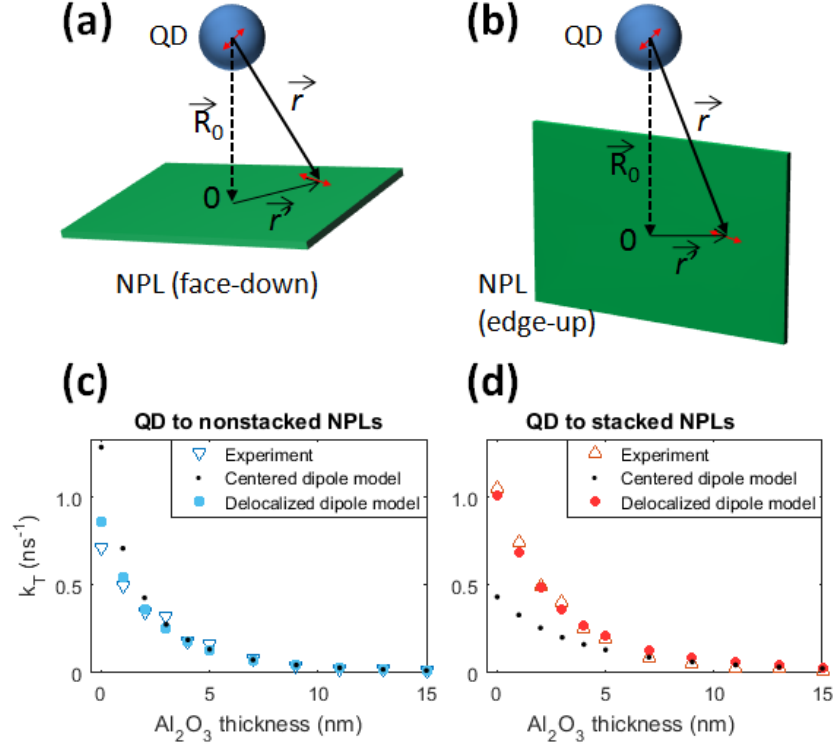 (a)
QD
R₀
r
0
r’
NPL (face-down)
(b)
QD
R₀
r
0
r’
NPL
(edge-up)
(c)
QD to nonstacked NPLs
Experiment
Centered dipole model
Delocalized dipole model
1.0
0.5
0
k_T (ns⁻¹)
0 5 10 15
Al₂O₃ thickness (nm)
(d)
QD to stacked NPLs
Experiment
Centered dipole model
Delocalized dipole model
1.0
0.5
0
0 5 10 15
Al₂O₃ thickness (nm)